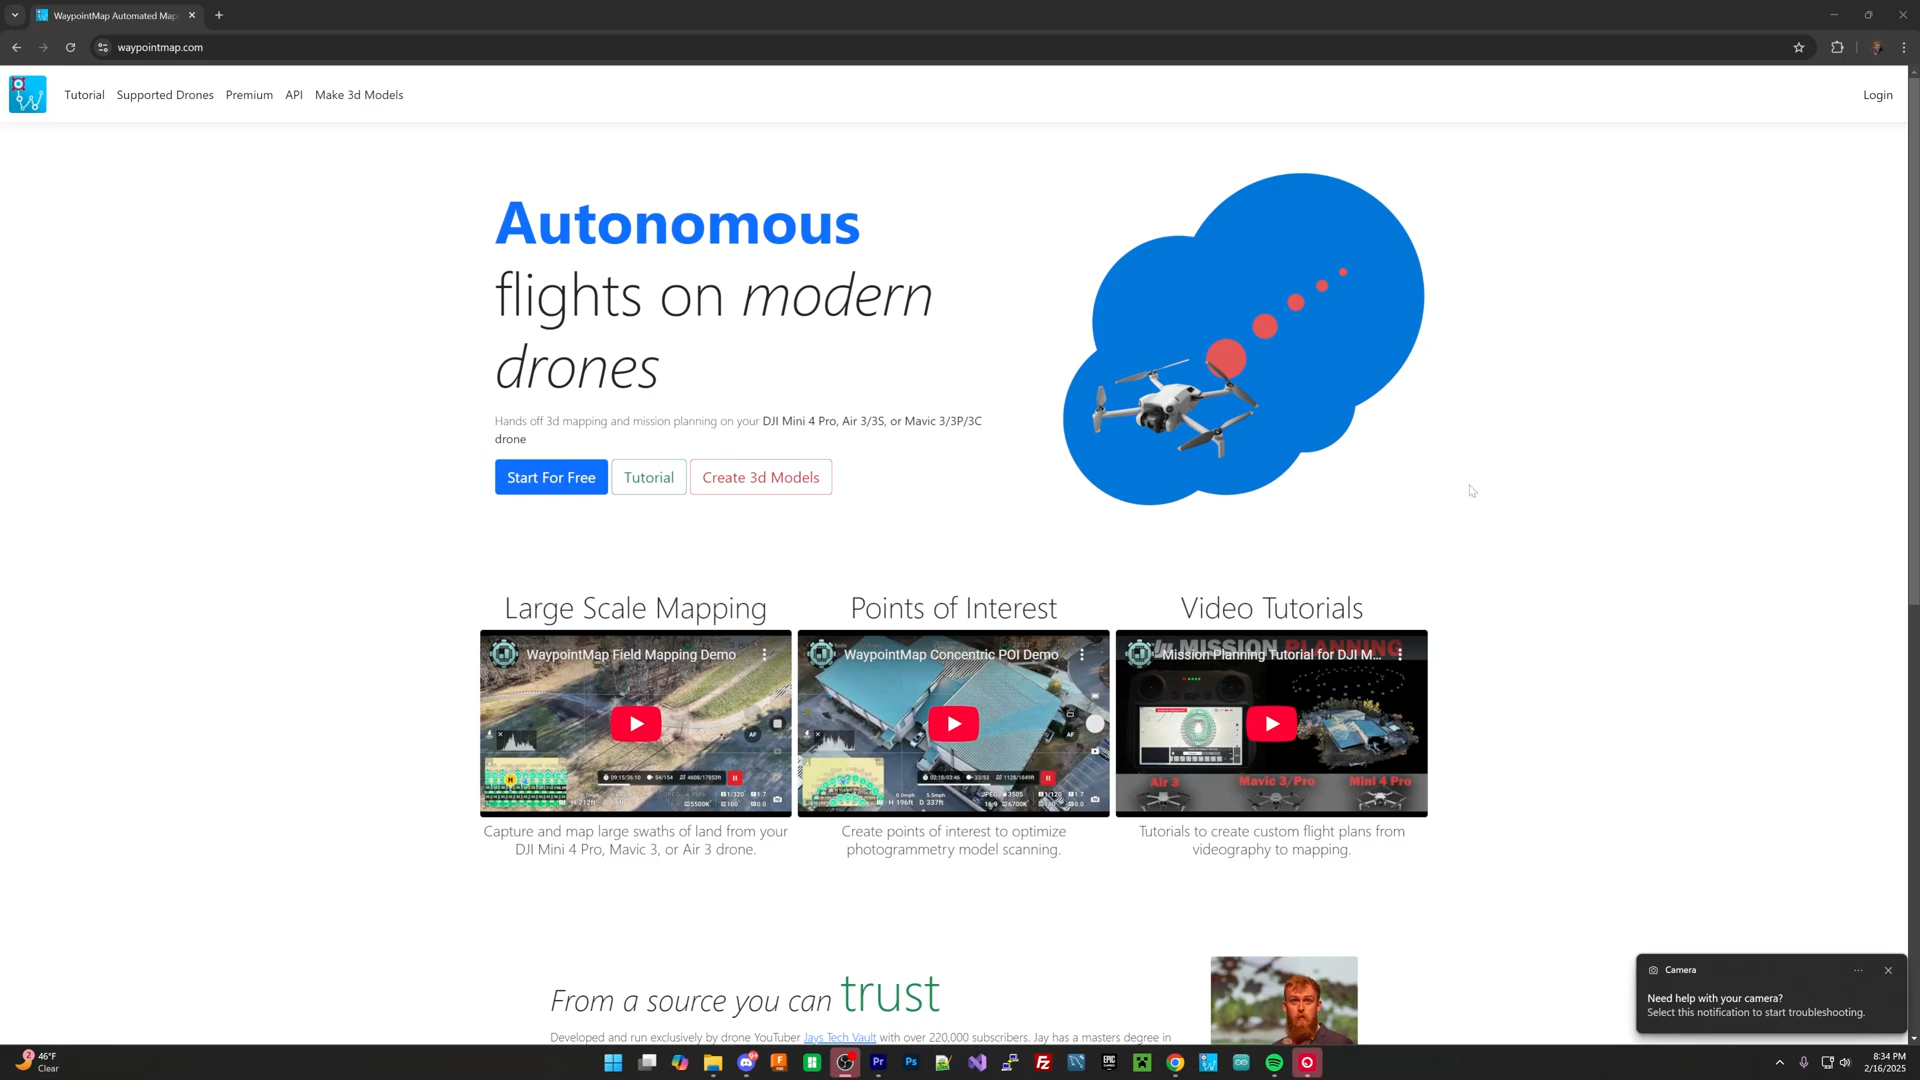 WaypointMap Automated Map
waypointmap.com
Tutorial Supported Drones Premium API Make 3d Models
Login
Autonomous
flights on modern
drones
Hands off 3d mapping and mission planning on your DJI Mini 4 Pro, Air 3/3S, or Mavic 3/3P/3C
drone
Start For Free Tutorial Create 3d Models
Large Scale Mapping
WaypointMap Field Mapping Demo
Capture and map large swaths of land from your
DJI Mini 4 Pro, Mavic 3, or Air 3 drone.
Points of Interest
WaypointMap Concentric POI Demo
AF
H 196ft D 337ft
Create points of interest to optimize
photogrammetry model scanning.
Video Tutorials
MISSION PLANNING
Mission Planning Tutorial for DJI M...
Air 3 Mavic 3/Pro Mini 4 Pro
Tutorials to create custom flight plans from
videography to mapping.
From a source you can trust
Developed and run exclusively by drone YouTuber Jays Tech Vault with over 220,000 subscribers. Jay has a masters degree in
Camera
Need help with your camera?
Select this notification to start troubleshooting.
46°F
Clear
8:34 PM
2/16/2025